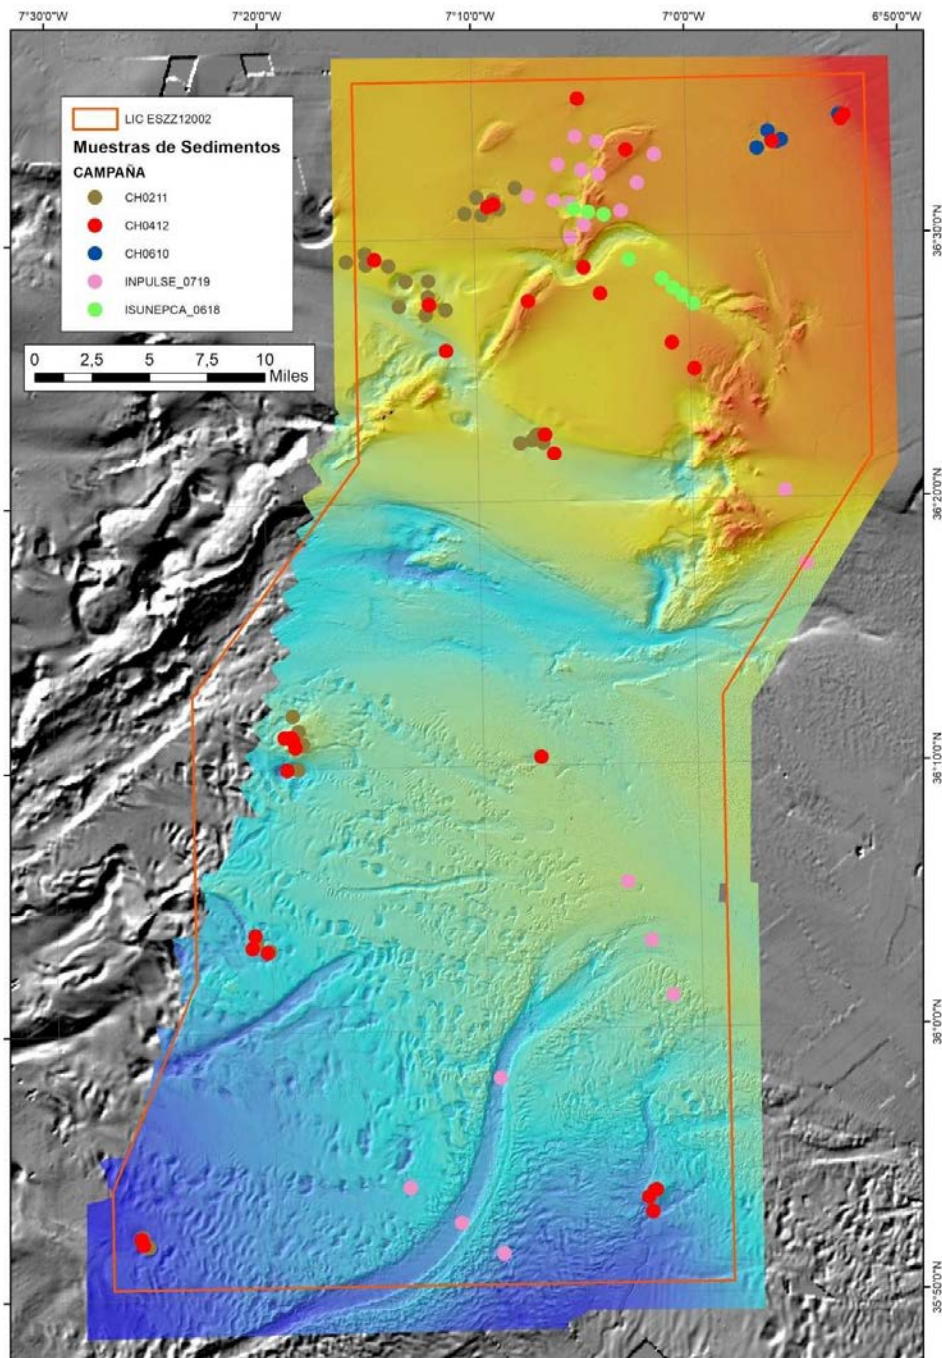 7°30'0"W 7°20'0"W 7°10'0"W 7°0'0"W 6°50'0"W
LIC ESZZ12002
Muestras de Sedimentos
CAMPAÑA
CH0211
CH0412
CH0610
INPULSE_0719
ISUNEPCA_0618
0 2,5 5 7,5 10
Miles
36°30'0"N
36°20'0"N
36°10'0"N
36°0'0"N
35°50'0"N